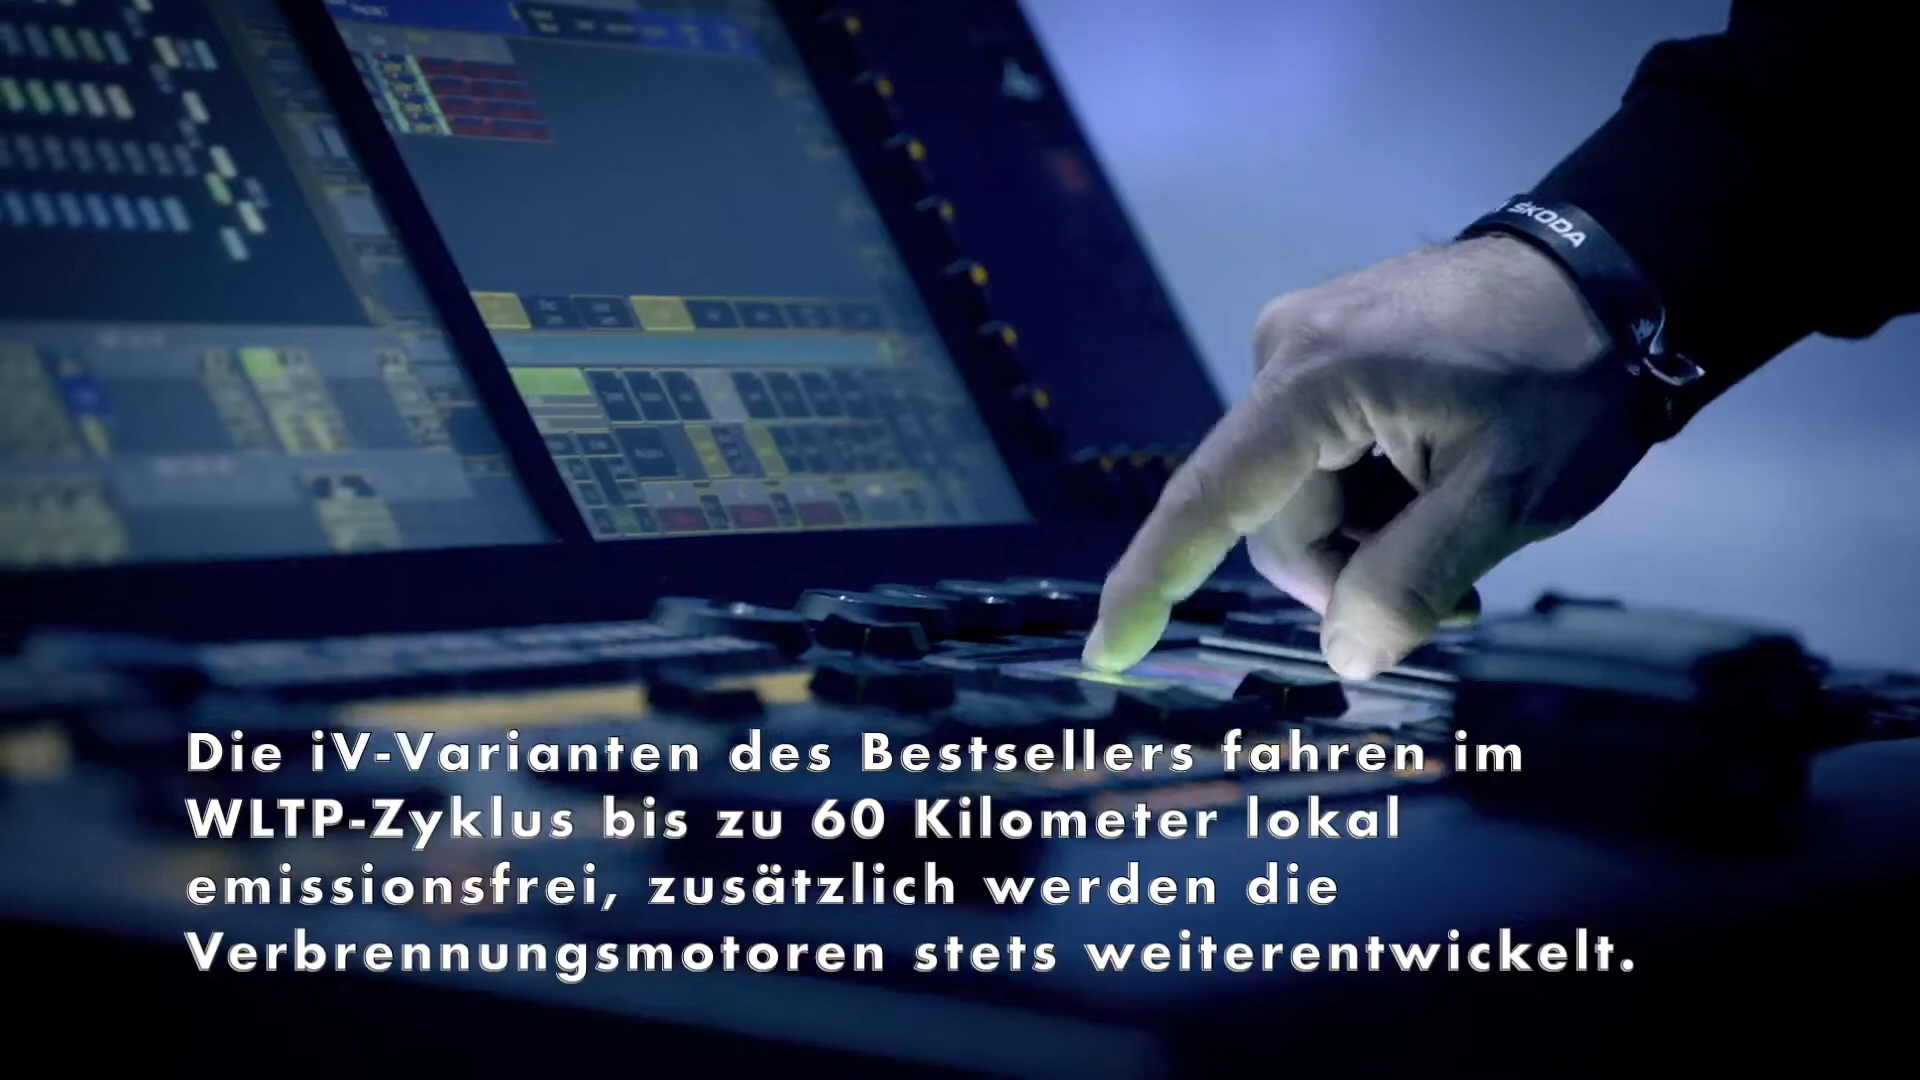 ŠKODA
Die iV-Varianten des Bestsellers fahren im
WLTP-Zyklus bis zu 60 Kilometer lokal
emissionsfrei, zusätzlich werden die
Verbrennungsmotoren stets weiterentwickelt.